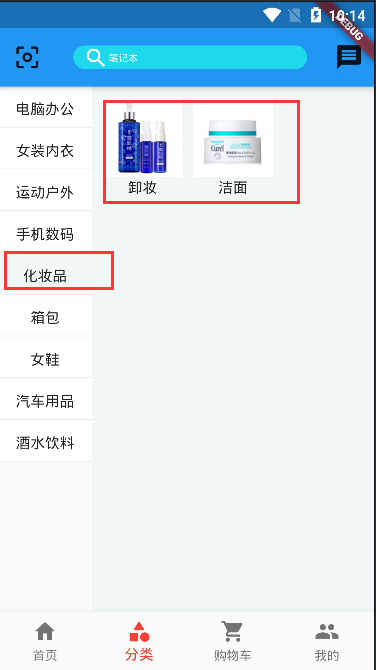 10:14
DEBUG
笔记本
电脑办公
女装内衣
运动户外
手机数码
化妆品
箱包
女鞋
汽车用品
酒水饮料
卸妆
洁面
Curél
首页
分类
购物车
我的